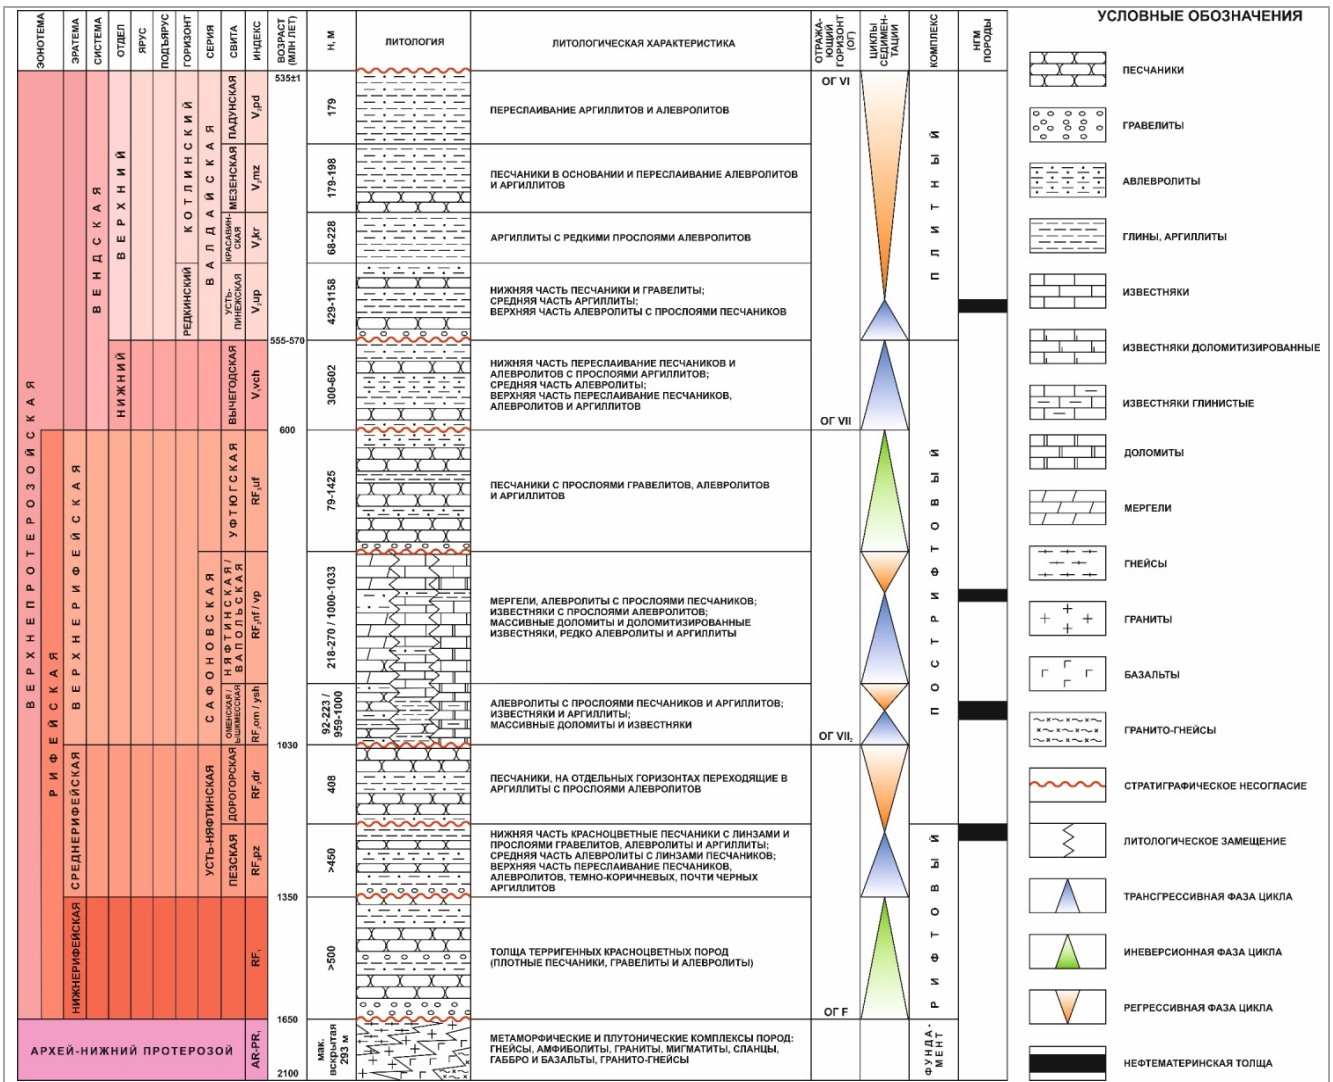 ЭОНОТЕМА
ЭРАТЕМА
СИСТЕМА
ОТДЕЛ
ЯРУС
ПОДЪЯРУС
ГОРИЗОНТ
СЕРИЯ
СВИТА
ИНДЕКС
ВОЗРАСТ
(МЛН ЛЕТ)
Н, М
ЛИТОЛОГИЯ
ЛИТОЛОГИЧЕСКАЯ ХАРАКТЕРИСТИКА
ОТРАЖА-
ЮЩИЙ
ГОРИЗОНТ
(ОГ)
ЦИКЛЫ
СЕДИМЕН-
ТАЦИИ
КОМПЛЕКС
НГМ
ПОРОДЫ
ВЕРХНЕПРОТЕРОЗОЙСКАЯ
РИФЕЙСКАЯ
ВЕРХНЕРИФЕЙСКАЯ
СРЕДНЕРИФЕЙСКАЯ
НИЖНЕРИФЕЙСКАЯ
ВЕНДСКАЯ
ВЕРХНИЙ
НИЖНИЙ
КОТЛИНСКИЙ
РЕДКИНСКИЙ
ВАЛДАЙСКАЯ
САФОНОВСКАЯ
УСТЬ-НЯФТИНСКАЯ
535±1
ПАДУНСКАЯ
V₂pd
179
ПЕРЕСЛАИВАНИЕ АРГИЛЛИТОВ И АЛЕВРОЛИТОВ
ОГ VI
МЕЗЕНСКАЯ
V₂mz
179-198
ПЕСЧАНИКИ В ОСНОВАНИИ И ПЕРЕСЛАИВАНИЕ АЛЕВРОЛИТОВ
И АРГИЛЛИТОВ
КРАСАВИН-
СКАЯ
V₂kr
68-228
АРГИЛЛИТЫ С РЕДКИМИ ПРОСЛОЯМИ АЛЕВРОЛИТОВ
УСТЬ-
ПИНЕЖСКАЯ
V₂up
429-1158
НИЖНЯЯ ЧАСТЬ ПЕСЧАНИКИ И ГРАВЕЛИТЫ;
СРЕДНЯЯ ЧАСТЬ АРГИЛЛИТЫ;
ВЕРХНЯЯ ЧАСТЬ АЛЕВРОЛИТЫ С ПРОСЛОЯМИ ПЕСЧАНИКОВ
ПЛИТНЫЙ
555-570
ВЫЧЕГОДСКАЯ
V₁vch
300-602
НИЖНЯЯ ЧАСТЬ ПЕРЕСЛАИВАНИЕ ПЕСЧАНИКОВ И
АЛЕВРОЛИТОВ С ПРОСЛОЯМИ АРГИЛЛИТОВ;
СРЕДНЯЯ ЧАСТЬ АЛЕВРОЛИТЫ;
ВЕРХНЯЯ ЧАСТЬ ПЕРЕСЛАИВАНИЕ ПЕСЧАНИКОВ,
АЛЕВРОЛИТОВ И АРГИЛЛИТОВ
ОГ VII
600
УФТЮГСКАЯ
RF₃uf
79-1425
ПЕСЧАНИКИ С ПРОСЛОЯМИ ГРАВЕЛИТОВ, АЛЕВРОЛИТОВ
И АРГИЛЛИТОВ
НЯФТИНСКАЯ /
ВАПОЛЬСКАЯ
RF₃nf / vp
218-270 / 1000-1033
МЕРГЕЛИ, АЛЕВРОЛИТЫ С ПРОСЛОЯМИ ПЕСЧАНИКОВ;
ИЗВЕСТНЯКИ С ПРОСЛОЯМИ АЛЕВРОЛИТОВ;
МАССИВНЫЕ ДОЛОМИТЫ И ДОЛОМИТИЗИРОВАННЫЕ
ИЗВЕСТНЯКИ, РЕДКО АЛЕВРОЛИТЫ И АРГИЛЛИТЫ
ПОСТРИФТОВЫЙ
ОМЕНСКАЯ /
ЫШКМЕССКАЯ
RF₃om / ysh
92-223 /
959-1000
АЛЕВРОЛИТЫ С ПРОСЛОЯМИ ПЕСЧАНИКОВ И АРГИЛЛИТОВ;
ИЗВЕСТНЯКИ И АРГИЛЛИТЫ;
МАССИВНЫЕ ДОЛОМИТЫ И ИЗВЕСТНЯКИ
ОГ VII₂
1030
ДОРОГОРСКАЯ
RF₂dr
408
ПЕСЧАНИКИ, НА ОТДЕЛЬНЫХ ГОРИЗОНТАХ ПЕРЕХОДЯЩИЕ В
АРГИЛЛИТЫ С ПРОСЛОЯМИ АЛЕВРОЛИТОВ
ПЕЗСКАЯ
RF₂pz
>450
НИЖНЯЯ ЧАСТЬ КРАСНОЦВЕТНЫЕ ПЕСЧАНИКИ С ЛИНЗАМИ И
ПРОСЛОЯМИ ГРАВЕЛИТОВ, АЛЕВРОЛИТЫ И АРГИЛЛИТЫ;
СРЕДНЯЯ ЧАСТЬ АЛЕВРОЛИТЫ С ЛИНЗАМИ ПЕСЧАНИКОВ;
ВЕРХНЯЯ ЧАСТЬ ПЕРЕСЛАИВАНИЕ ПЕСЧАНИКОВ,
АЛЕВРОЛИТОВ, ТЕМНО-КОРИЧНЕВЫХ, ПОЧТИ ЧЕРНЫХ
АРГИЛЛИТОВ
1350
RF₁
>500
ТОЛЩА ТЕРРИГЕННЫХ КРАСНОЦВЕТНЫХ ПОРОД
(ПЛОТНЫЕ ПЕСЧАНИКИ, ГРАВЕЛИТЫ И АЛЕВРОЛИТЫ)
ОГ F
РИФТОВЫЙ
1650
АРХЕЙ-НИЖНИЙ ПРОТЕРОЗОЙ
AR-PR₁
2100
мак.
вскрытая
293 м
МЕТАМОРФИЧЕСКИЕ И ПЛУТОНИЧЕСКИЕ КОМПЛЕКСЫ ПОРОД:
ГНЕЙСЫ, АМФИБОЛИТЫ, ГРАНИТЫ, МИГМАТИТЫ, СЛАНЦЫ,
ГАББРО И БАЗАЛЬТЫ, ГРАНИТО-ГНЕЙСЫ
ФУНДА-
МЕНТ
УСЛОВНЫЕ ОБОЗНАЧЕНИЯ
ПЕСЧАНИКИ
ГРАВЕЛИТЫ
АВЛЕВРОЛИТЫ
ГЛИНЫ, АРГИЛЛИТЫ
ИЗВЕСТНЯКИ
ИЗВЕСТНЯКИ ДОЛОМИТИЗИРОВАННЫЕ
ИЗВЕСТНЯКИ ГЛИНИСТЫЕ
ДОЛОМИТЫ
МЕРГЕЛИ
ГНЕЙСЫ
ГРАНИТЫ
БАЗАЛЬТЫ
ГРАНИТО-ГНЕЙСЫ
СТРАТИГРАФИЧЕСКОЕ НЕСОГЛАСИЕ
ЛИТОЛОГИЧЕСКОЕ ЗАМЕЩЕНИЕ
ТРАНСГРЕССИВНАЯ ФАЗА ЦИКЛА
ИНЕВЕРСИОННАЯ ФАЗА ЦИКЛА
РЕГРЕССИВНАЯ ФАЗА ЦИКЛА
НЕФТЕМАТЕРИНСКАЯ ТОЛЩА